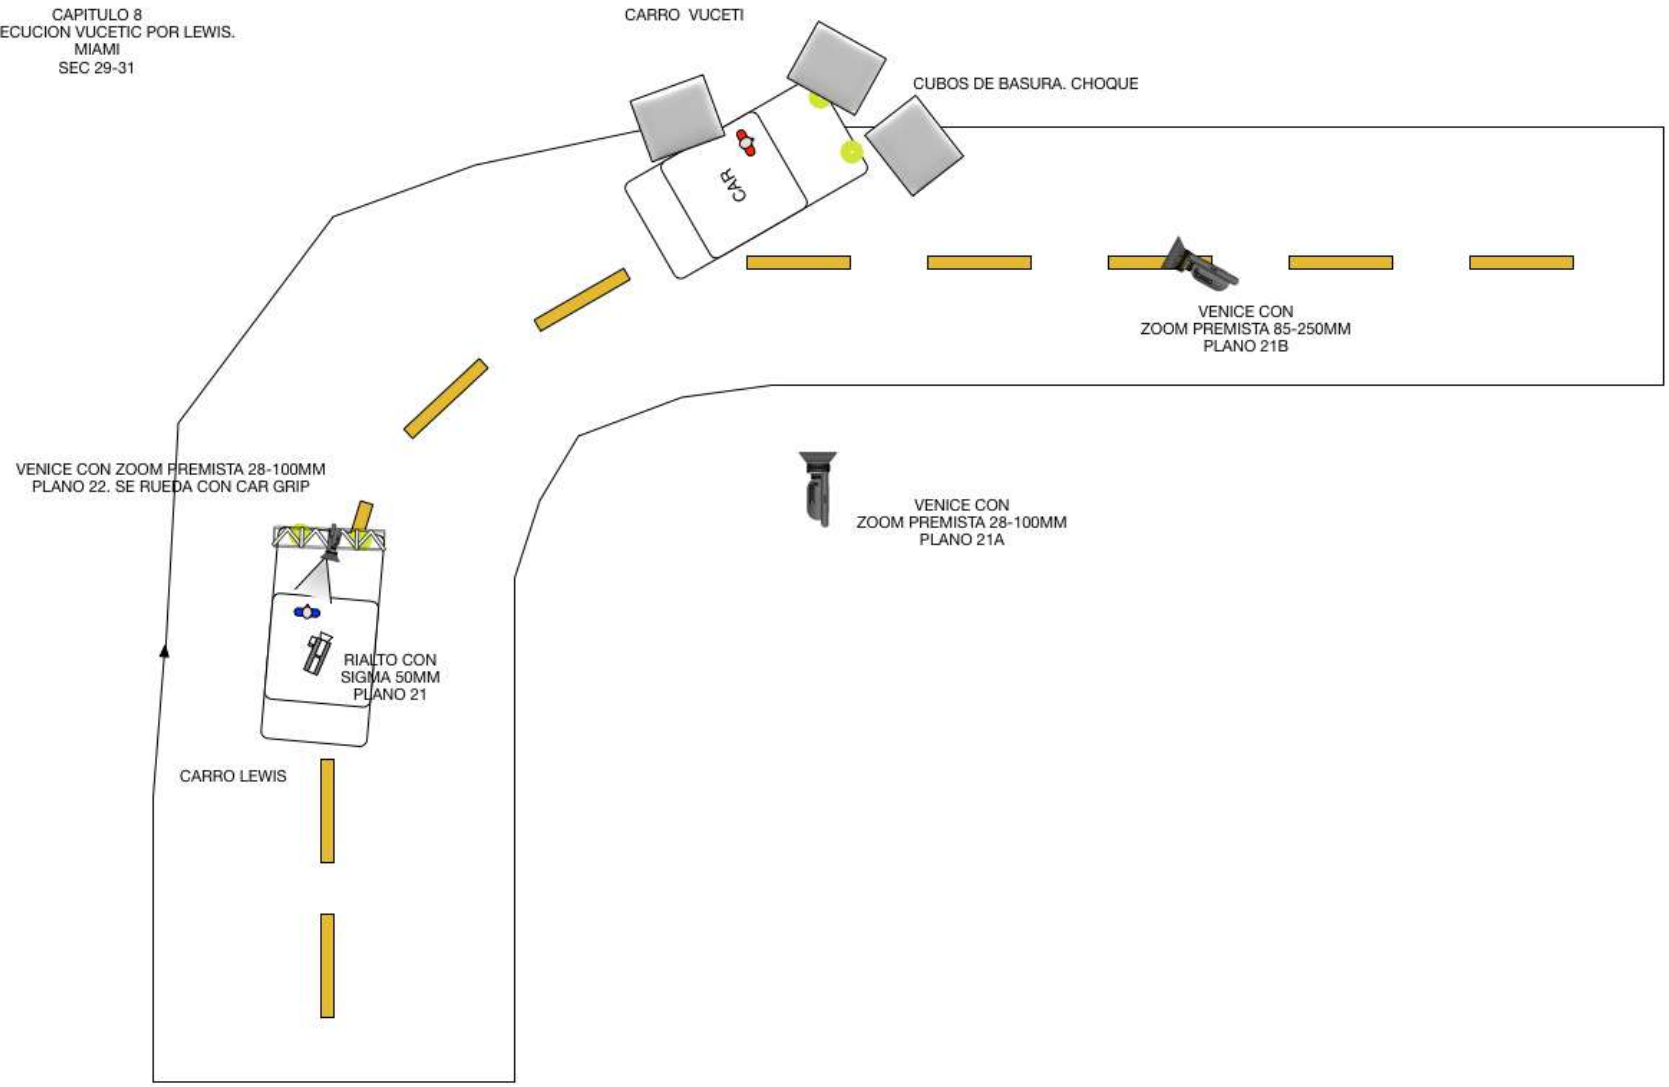 CAPITULO 8
ECUCION VUCETIC POR LEWIS.
MIAMI
SEC 29-31
CARRO VUCETI
CUBOS DE BASURA. CHOQUE
CAR
VENICE CON
ZOOM PREMISTA 85-250MM
PLANO 21B
VENICE CON ZOOM PREMISTA 28-100MM
PLANO 22. SE RUEDA CON CAR GRIP
VENICE CON
ZOOM PREMISTA 28-100MM
PLANO 21A
RIALTO CON
SIGMA 50MM
PLANO 21
CARRO LEWIS